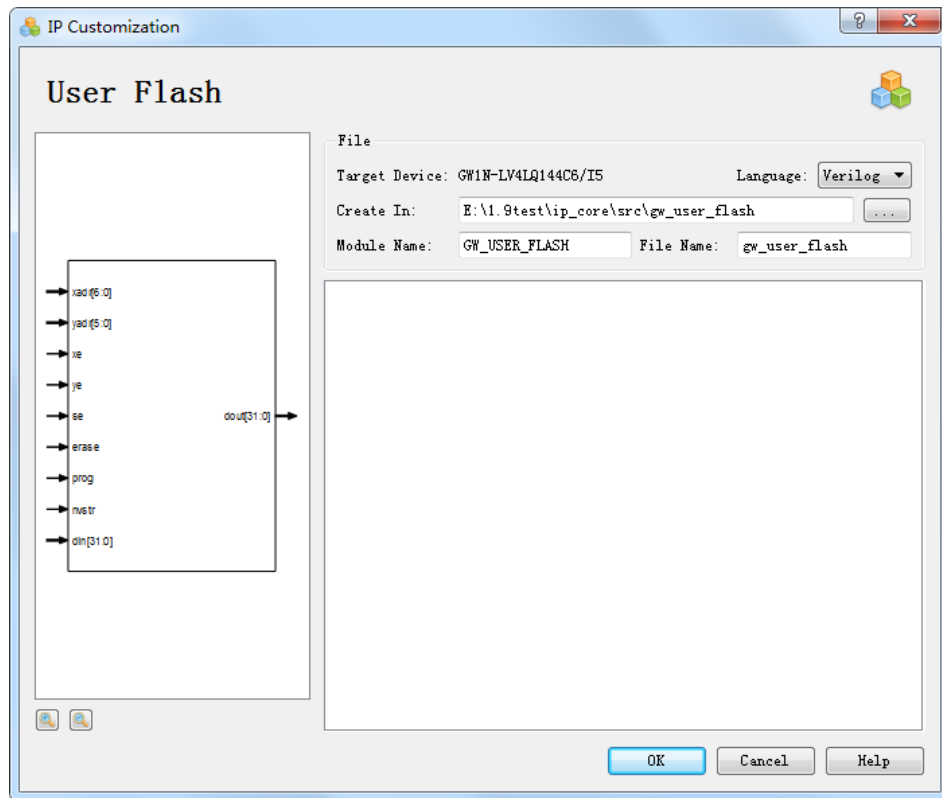 IP Customization
User Flash
File
Target Device: GW1N-LV4LQ144C6/I5 Language: Verilog
Create In: E:\1.9test\ip_core\src\gw_user_flash ...
Module Name: GW_USER_FLASH File Name: gw_user_flash
xadr[6:0]
yadr[5:0]
xe
ye
se dout[31:0]
erase
prog
nvstr
din[31:0]
OK Cancel Help